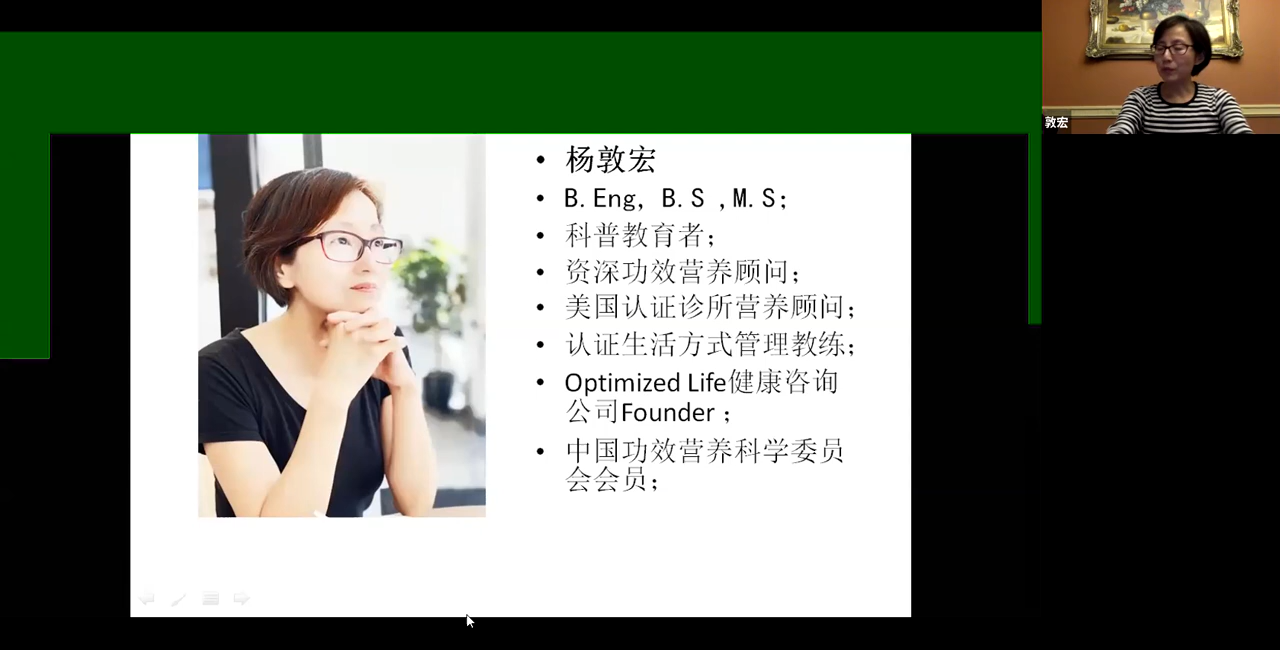 敦宏
• 杨敦宏
• B.Eng, B.S ,M.S;
• 科普教育者;
• 资深功效营养顾问;
• 美国认证诊所营养顾问;
• 认证生活方式管理教练;
• Optimized Life健康咨询
公司Founder ;
• 中国功效营养科学委员
会会员;